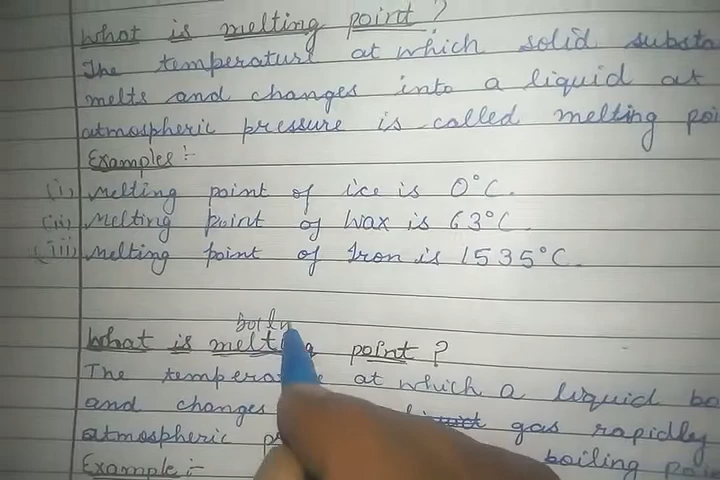 What is melting point?
The temperature at which solid substa
melts and changes into a liquid at
atmospheric pressure is called melting poi
Examples:-
(i) Melting point of ice is 0°C.
(ii) Melting point of Wax is 63°C.
(iii) Melting point of Iron is 1535°C.
What is melting point?
The tempera at which a liquid bo
and changes gas rapidly
atmospheric boiling poi
Example:-